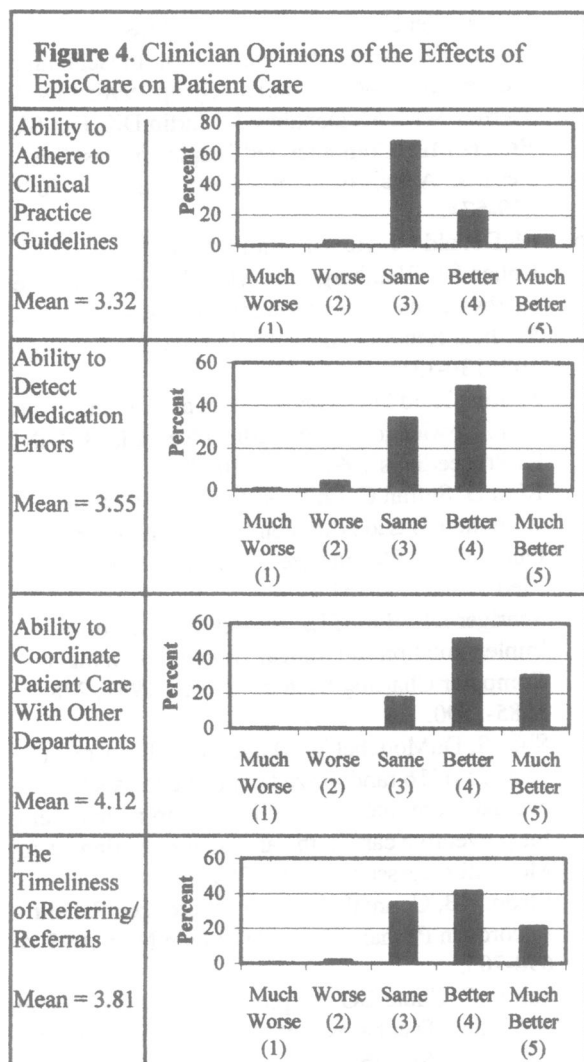 Figure 4. Clinician Opinions of the Effects of
EpicCare on Patient Care
Ability to
Adhere to
Clinical
Practice
Guidelines
Mean = 3.32
Percent
80
60
40
20
0
Much Worse Same Better Much
Worse (2) (3) (4) Better
(1) (5)
Ability to
Detect
Medication
Errors
Mean = 3.55
Percent
60
40
20
0
Much Worse Same Better Much
Worse (2) (3) (4) Better
(1) (5)
Ability to
Coordinate
Patient Care
With Other
Departments
Mean = 4.12
Percent
60
40
20
0
Much Worse Same Better Much
Worse (2) (3) (4) Better
(1) (5)
The
Timeliness
of Referring/
Referrals
Mean = 3.81
Percent
60
40
20
0
Much Worse Same Better Much
Worse (2) (3) (4) Better
(1) (5)